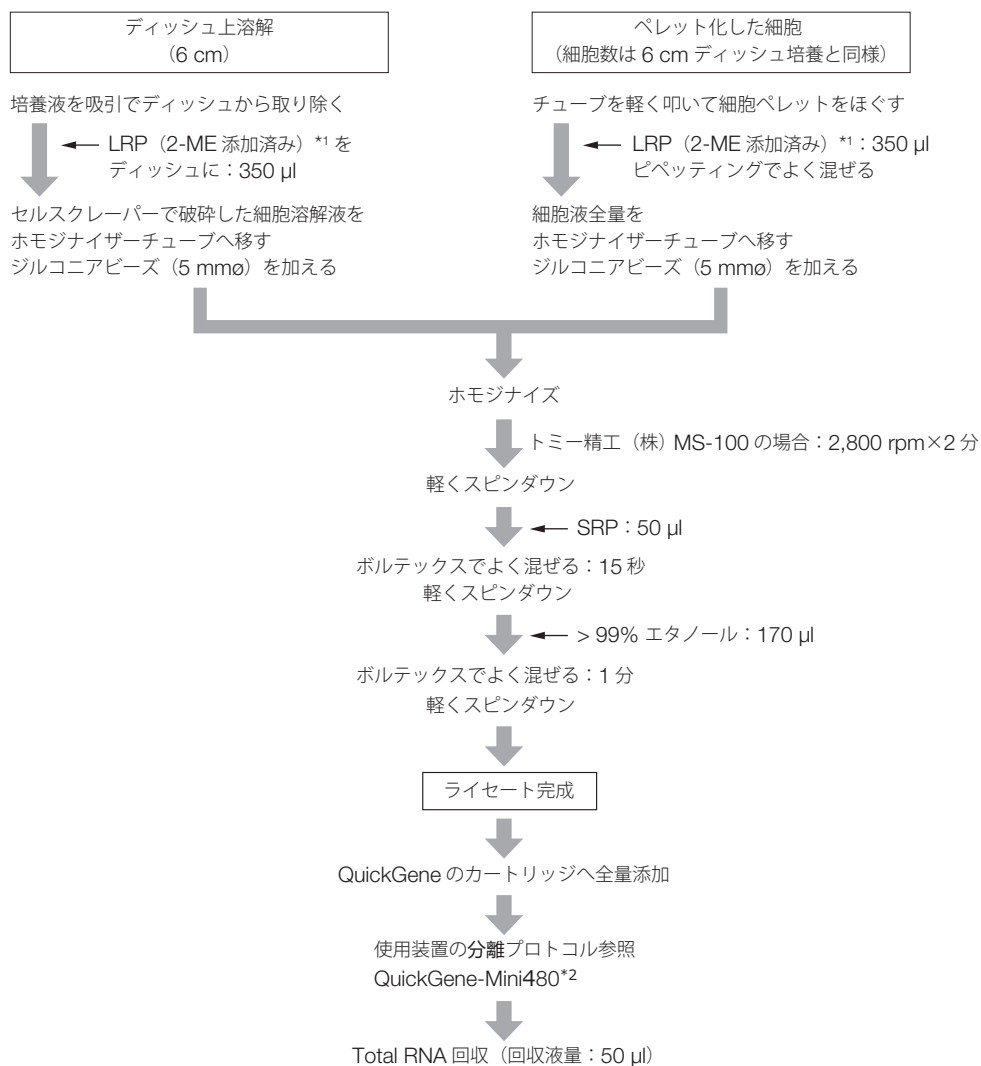 ディッシュ上溶解
(6 cm)
培養液を吸引でディッシュから取り除く
LRP（2-ME 添加済み）*1 を
ディッシュに：350 µl
セルスクレーパーで破砕した細胞溶解液を
ホモジナイザーチューブへ移す
ジルコニアビーズ（5 mmø）を加える
ペレット化した細胞
（細胞数は 6 cm ディッシュ培養と同様）
チューブを軽く叩いて細胞ペレットをほぐす
LRP（2-ME 添加済み）*1：350 µl
ピペッティングでよく混ぜる
細胞液全量を
ホモジナイザーチューブへ移す
ジルコニアビーズ（5 mmø）を加える
ホモジナイズ
トミー精工（株）MS-100 の場合：2,800 rpm×2 分
軽くスピンダウン
SRP：50 µl
ボルテックスでよく混ぜる：15 秒
軽くスピンダウン
> 99% エタノール：170 µl
ボルテックスでよく混ぜる：1 分
軽くスピンダウン
ライセート完成
QuickGene のカートリッジへ全量添加
使用装置の分離プロトコル参照
QuickGene-Mini480*2
Total RNA 回収（回収液量：50 µl）